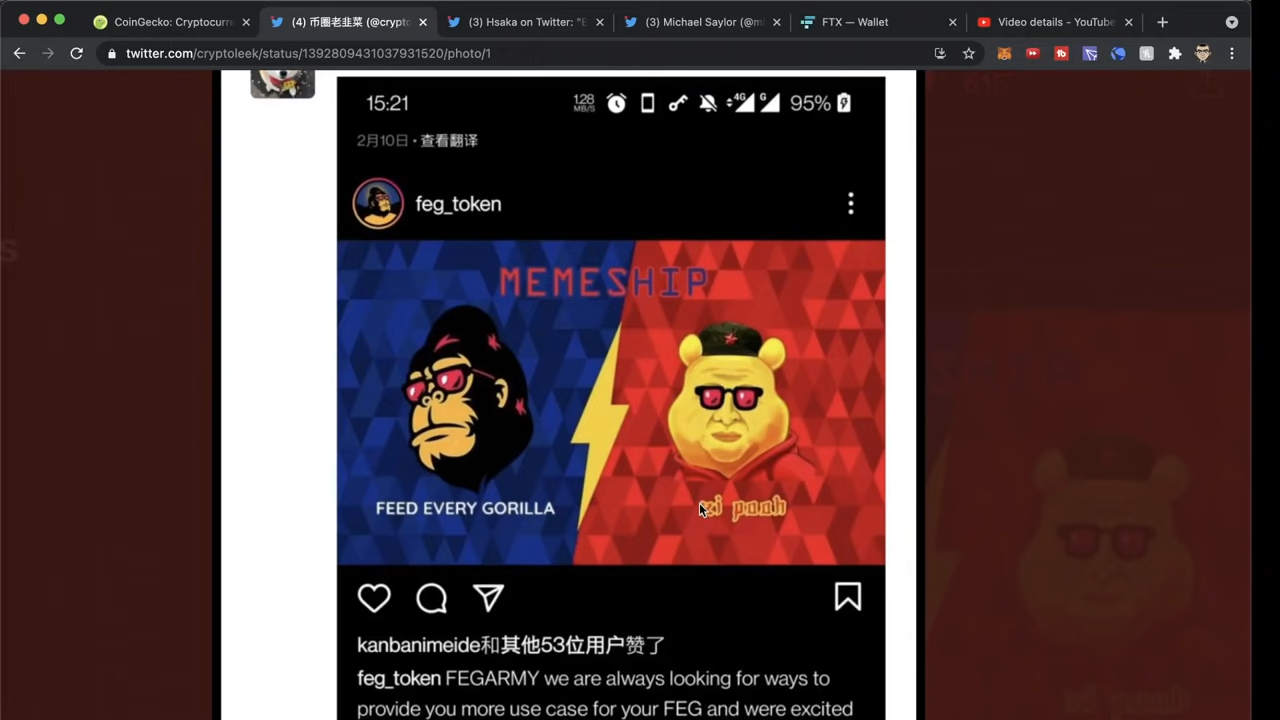 CoinGecko: Cryptocurr
(4) 币圈老韭菜 (@crypto
(3) Hsaka on Twitter: "E
(3) Michael Saylor (@m
FTX — Wallet
Video details - YouTube
twitter.com/cryptoleek/status/1392809431037931520/photo/1
15:21
128
MB/S
4G
G
95%
2月10日 • 查看翻译
feg_token
MEMESHIP
FEED EVERY GORILLA
xi pooh
kanbanimeide和其他53位用户赞了
feg_token FEGARMY we are always looking for ways to
provide you more use case for your FEG and were excited